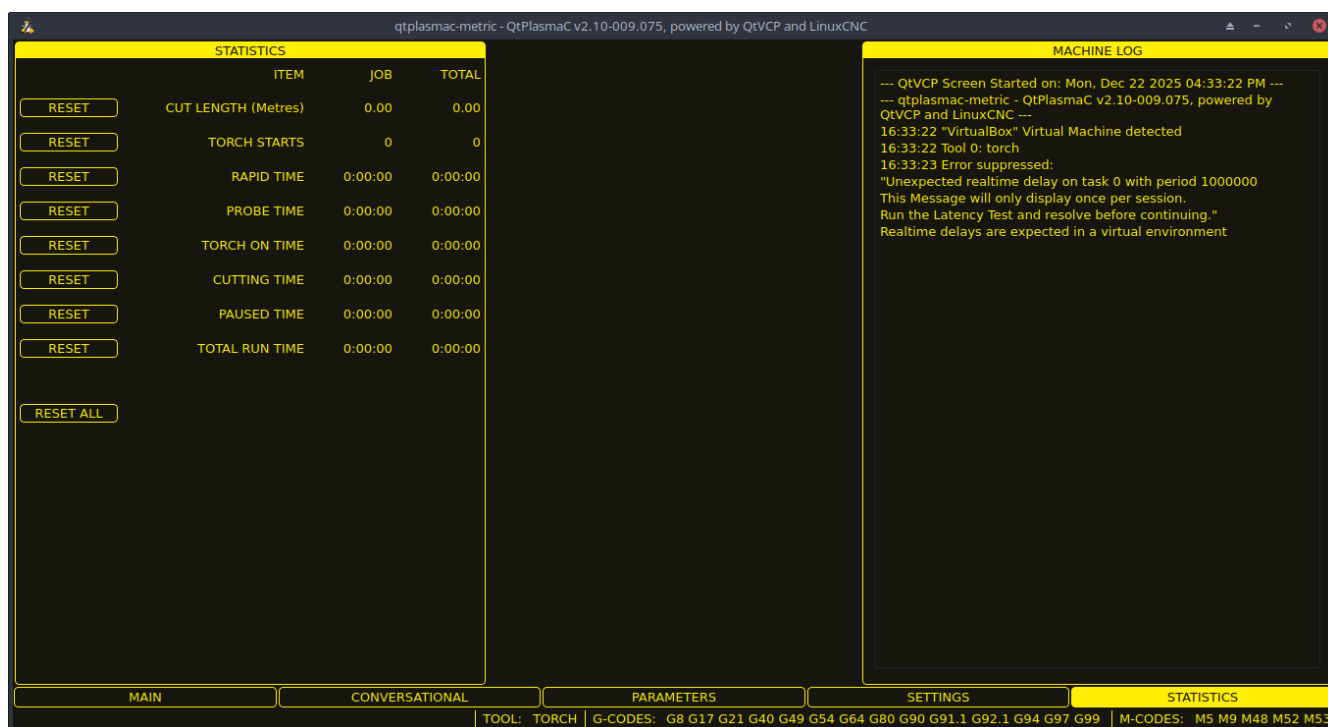 qtplasmac-metric - QtPlasmaC v2.10-009.075, powered by QtVCP and LinuxCNC
STATISTICS
ITEM JOB TOTAL
RESET CUT LENGTH (Metres) 0.00 0.00
RESET TORCH STARTS 0 0
RESET RAPID TIME 0:00:00 0:00:00
RESET PROBE TIME 0:00:00 0:00:00
RESET TORCH ON TIME 0:00:00 0:00:00
RESET CUTTING TIME 0:00:00 0:00:00
RESET PAUSED TIME 0:00:00 0:00:00
RESET TOTAL RUN TIME 0:00:00 0:00:00
RESET ALL
MACHINE LOG
--- QtVCP Screen Started on: Mon, Dec 22 2025 04:33:22 PM ---
--- qtplasmac-metric - QtPlasmaC v2.10-009.075, powered by
QtVCP and LinuxCNC ---
16:33:22 "VirtualBox" Virtual Machine detected
16:33:22 Tool 0: torch
16:33:23 Error suppressed:
"Unexpected realtime delay on task 0 with period 1000000
This Message will only display once per session.
Run the Latency Test and resolve before continuing."
Realtime delays are expected in a virtual environment
MAIN CONVERSATIONAL PARAMETERS SETTINGS STATISTICS
TOOL: TORCH G-CODES: G8 G17 G21 G40 G49 G54 G64 G80 G90 G91.1 G92.1 G94 G97 G99 M-CODES: M5 M9 M48 M52 M53